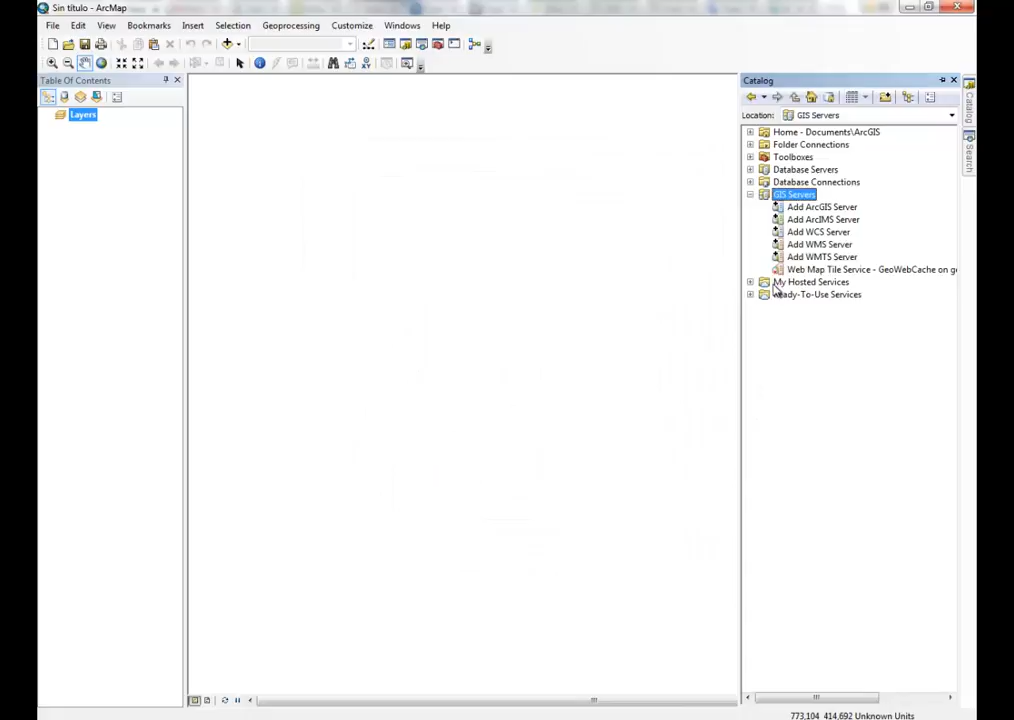 Sin título - ArcMap
File Edit View Bookmarks Insert Selection Geoprocessing Customize Windows Help
Table Of Contents
Layers
Catalog
Location: GIS Servers
Home - Documents\ArcGIS
Folder Connections
Toolboxes
Database Servers
Database Connections
GIS Servers
Add ArcGIS Server
Add ArcIMS Server
Add WCS Server
Add WMS Server
Add WMTS Server
Web Map Tile Service - GeoWebCache on ge
My Hosted Services
Ready-To-Use Services
Catalog
Search
773,104 414,692 Unknown Units